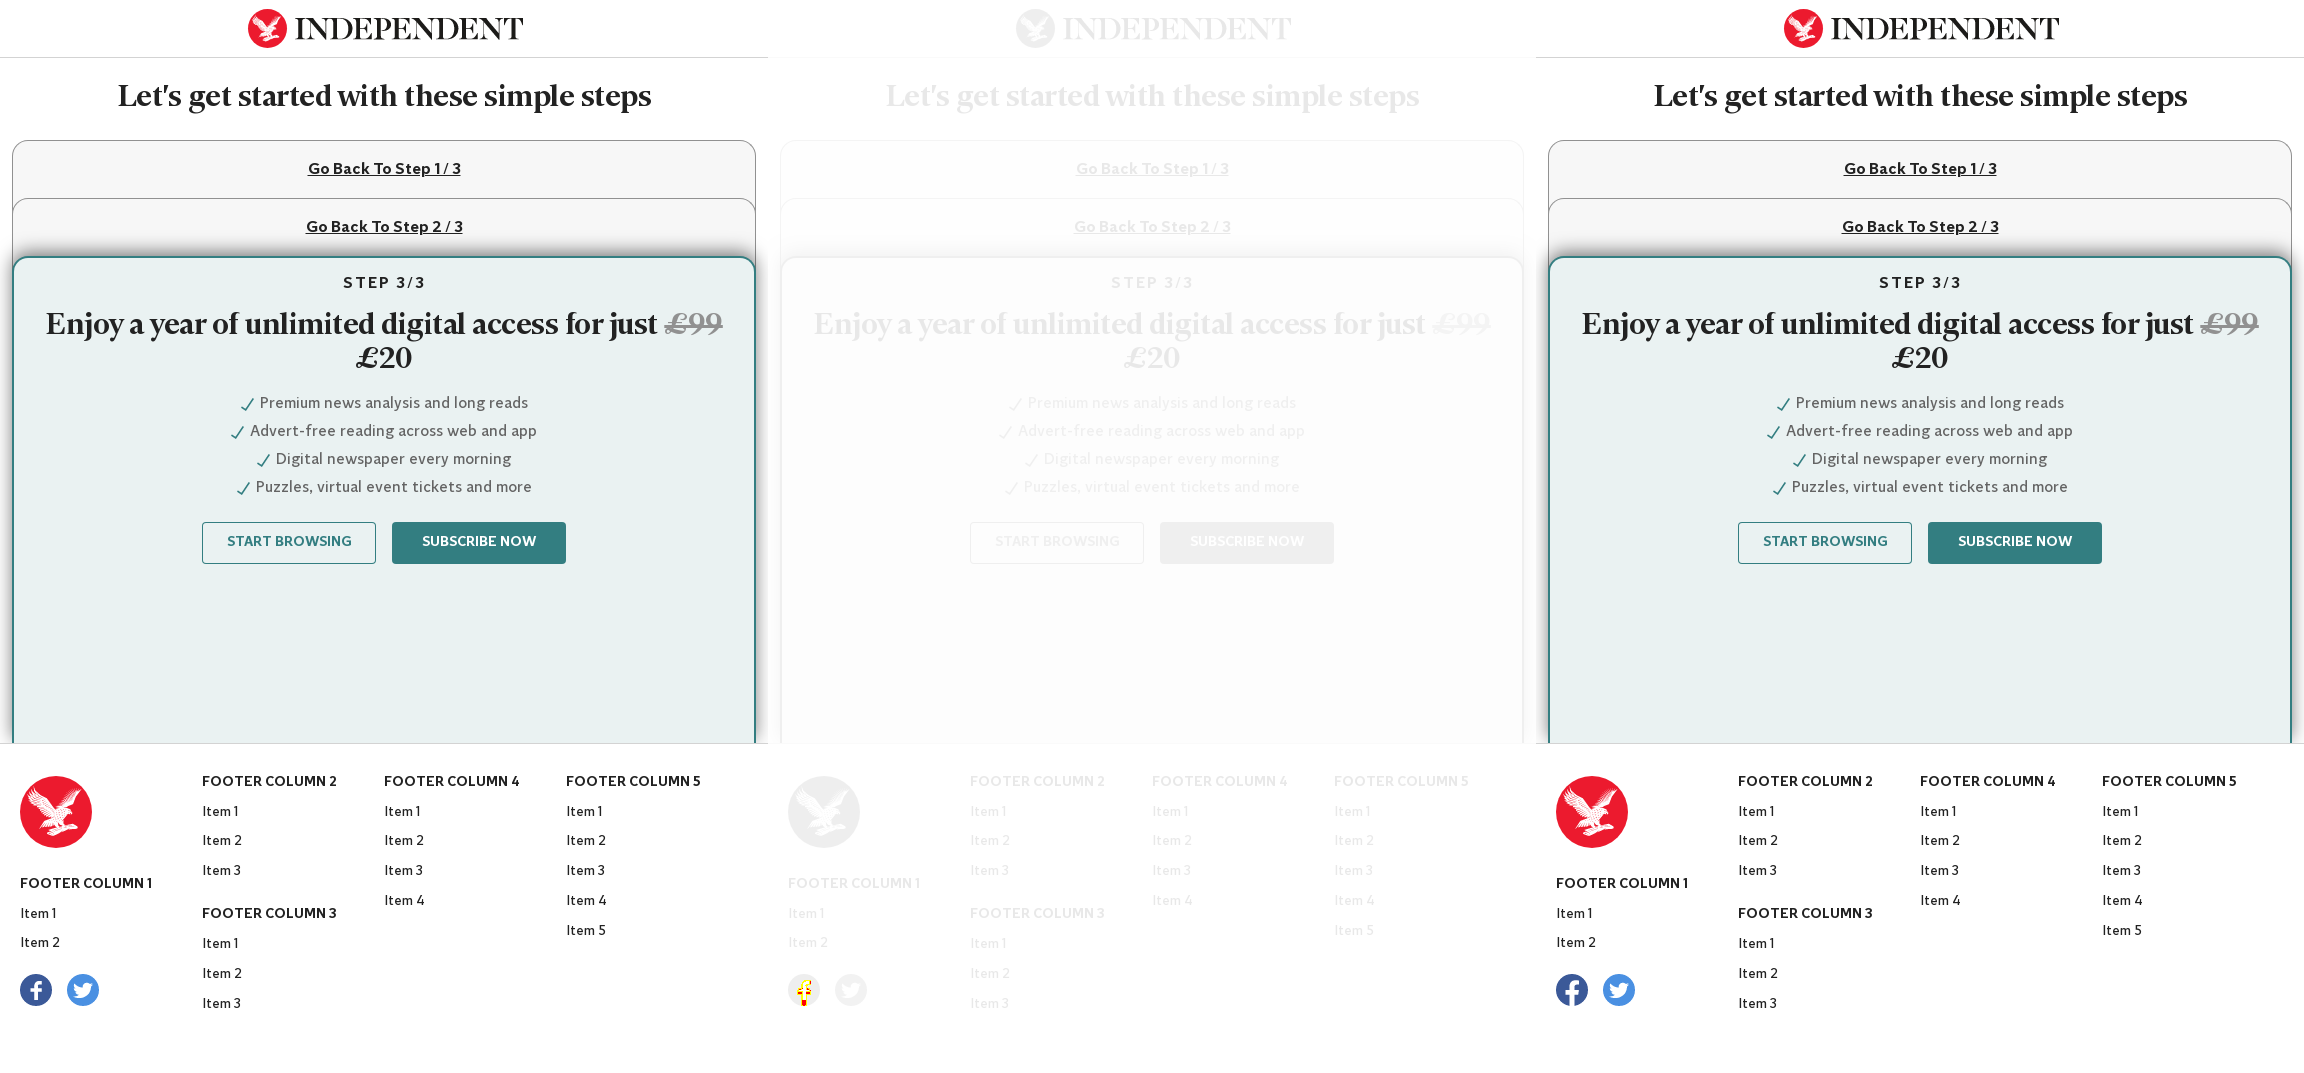 INDEPENDENT
Let's get started with these simple steps
Go Back To Step 1 / 3
Go Back To Step 2 / 3
STEP 3/3
Enjoy a year of unlimited digital access for just £99
£20
Premium news analysis and long reads
Advert-free reading across web and app
Digital newspaper every morning
Puzzles, virtual event tickets and more
START BROWSING
SUBSCRIBE NOW
FOOTER COLUMN 1
Item 1
Item 2
FOOTER COLUMN 2
Item 1
Item 2
Item 3
FOOTER COLUMN 3
Item 1
Item 2
Item 3
FOOTER COLUMN 4
Item 1
Item 2
Item 3
Item 4
FOOTER COLUMN 5
Item 1
Item 2
Item 3
Item 4
Item 5
INDEPENDENT
Let's get started with these simple steps
Go Back To Step 1 / 3
Go Back To Step 2 / 3
STEP 3/3
Enjoy a year of unlimited digital access for just £99
£20
Premium news analysis and long reads
Advert-free reading across web and app
Digital newspaper every morning
Puzzles, virtual event tickets and more
START BROWSING
SUBSCRIBE NOW
FOOTER COLUMN 1
Item 1
Item 2
FOOTER COLUMN 2
Item 1
Item 2
Item 3
FOOTER COLUMN 3
Item 1
Item 2
Item 3
FOOTER COLUMN 4
Item 1
Item 2
Item 3
Item 4
FOOTER COLUMN 5
Item 1
Item 2
Item 3
Item 4
Item 5
INDEPENDENT
Let's get started with these simple steps
Go Back To Step 1 / 3
Go Back To Step 2 / 3
STEP 3/3
Enjoy a year of unlimited digital access for just £99
£20
Premium news analysis and long reads
Advert-free reading across web and app
Digital newspaper every morning
Puzzles, virtual event tickets and more
START BROWSING
SUBSCRIBE NOW
FOOTER COLUMN 1
Item 1
Item 2
FOOTER COLUMN 2
Item 1
Item 2
Item 3
FOOTER COLUMN 3
Item 1
Item 2
Item 3
FOOTER COLUMN 4
Item 1
Item 2
Item 3
Item 4
FOOTER COLUMN 5
Item 1
Item 2
Item 3
Item 4
Item 5